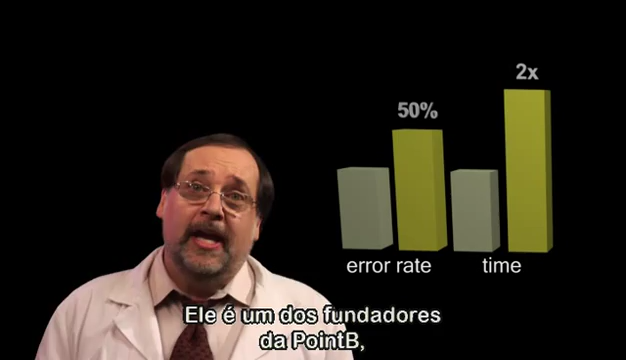 2x
50%
error rate
time
Ele é um dos fundadores
da PointB,